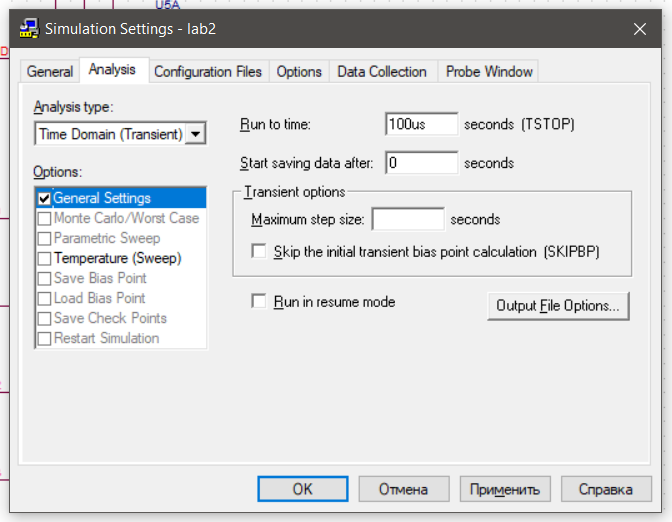 U5A
Simulation Settings - lab2
General Analysis Configuration Files Options Data Collection Probe Window
Analysis type:
Time Domain (Transient)
Options:
General Settings
Monte Carlo/Worst Case
Parametric Sweep
Temperature (Sweep)
Save Bias Point
Load Bias Point
Save Check Points
Restart Simulation
Run to time: 100us seconds (TSTOP)
Start saving data after: 0 seconds
Transient options
Maximum step size: seconds
Skip the initial transient bias point calculation (SKIPBP)
Run in resume mode
Output File Options...
OK Отмена Применить Справка